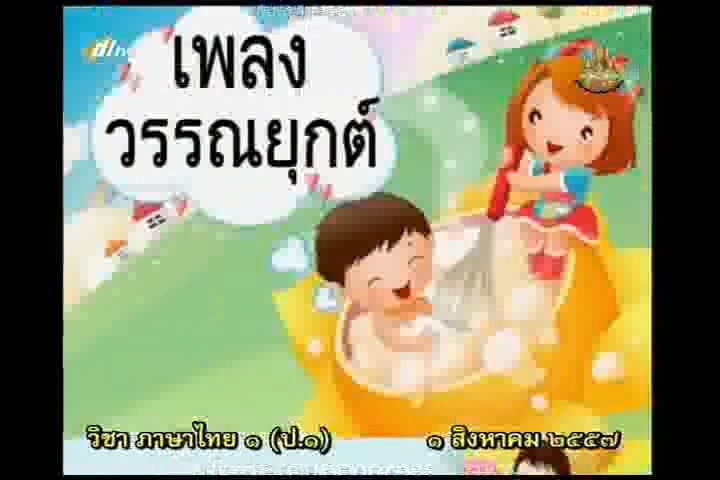 เพลง
วรรณยุกต์
วิชา ภาษาไทย ๑ (ป.๑)
๑ สิงหาคม ๒๕๕๗